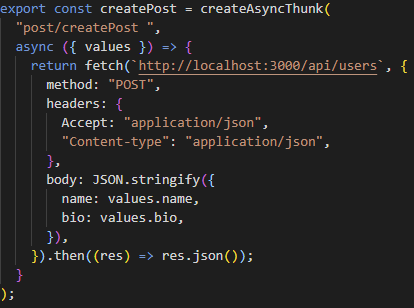 export const createPost = createAsyncThunk(
  "post/createPost ",
  async ({ values }) => {
    return fetch(`http://localhost:3000/api/users`, {
      method: "POST",
      headers: {
        Accept: "application/json",
        "Content-type": "application/json",
      },
      body: JSON.stringify({
        name: values.name,
        bio: values.bio,
      }),
    }).then((res) => res.json());
  }
);